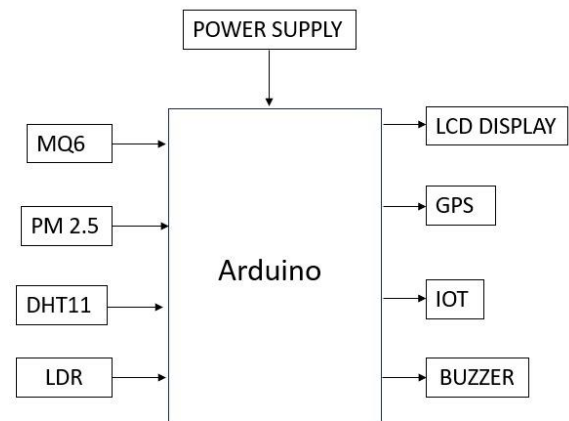 POWER SUPPLY
MQ6
PM 2.5
DHT11
LDR
Arduino
LCD DISPLAY
GPS
IOT
BUZZER